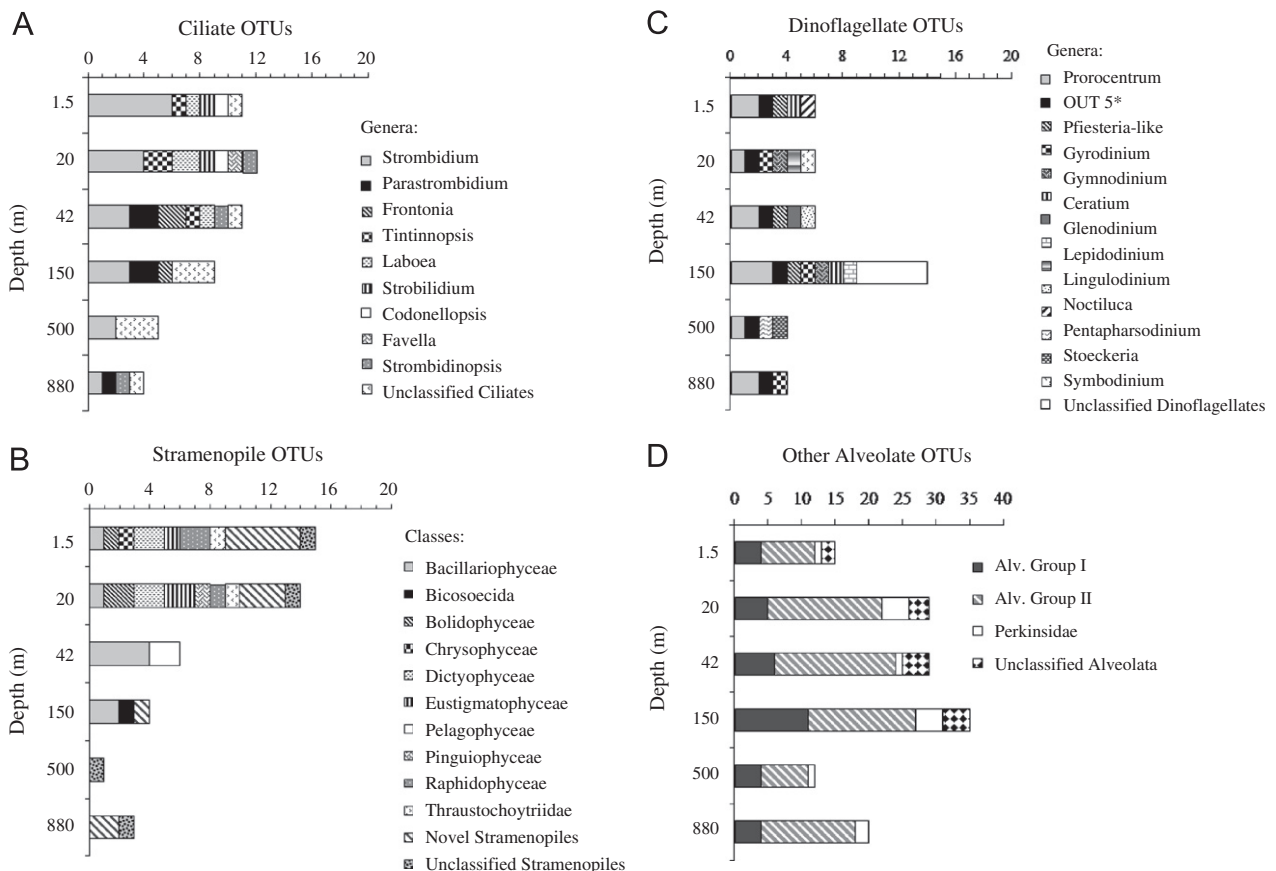 A
Ciliate OTUs
0 4 8 12 16 20
1.5
20
42
150
500
880
Depth (m)
Genera:
Strombidium
Parastrombidium
Frontonia
Tintinnopsis
Laboea
Strobilidium
Codonellopsis
Favella
Strombidinopsis
Unclassified Ciliates
B
Stramenopile OTUs
0 4 8 12 16 20
1.5
20
42
150
500
880
Depth (m)
Classes:
Bacillariophyceae
Bicosoecida
Bolidophyceae
Chrysophyceae
Dictyophyceae
Eustigmatophyceae
Pelagophyceae
Pinguiophyceae
Raphidophyceae
Thraustochoytriidae
Novel Stramenopiles
Unclassified Stramenopiles
C
Dinoflagellate OTUs
0 4 8 12 16 20
1.5
20
42
150
500
880
Depth (m)
Genera:
Prorocentrum
OUT 5*
Pfiesteria-like
Gyrodinium
Gymnodinium
Ceratium
Glenodinium
Lepidodinium
Lingulodinium
Noctiluca
Pentapharsodinium
Stoeckeria
Symbodinium
Unclassified Dinoflagellates
D
Other Alveolate OTUs
0 5 10 15 20 25 30 35 40
1.5
20
42
150
500
880
Depth (m)
Alv. Group I
Alv. Group II
Perkinsidae
Unclassified Alveolata